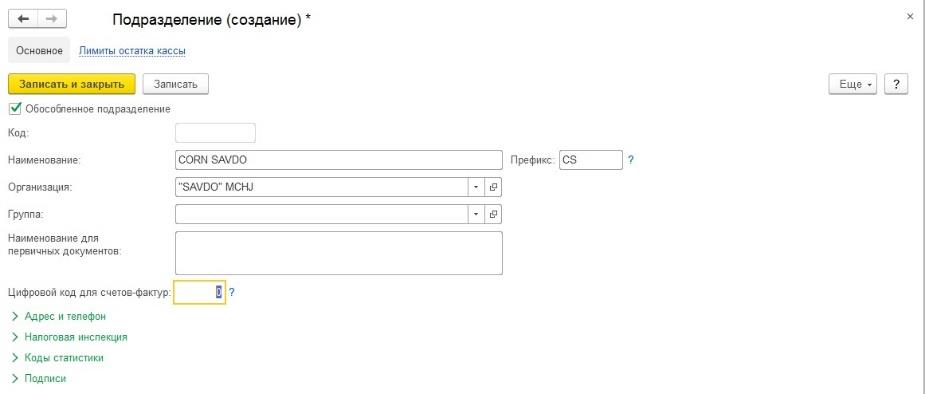 Подразделение (создание) *
Основное Лимиты остатка кассы
Записать и закрыть Записать Еще ?
Обособленное подразделение
Код:
Наименование: CORN SAVDO Префикс: CS ?
Организация: "SAVDO" MCHJ
Группа:
Наименование для
первичных документов:
Цифровой код для счетов-фактур: 0 ?
Адрес и телефон
Налоговая инспекция
Коды статистики
Подписи